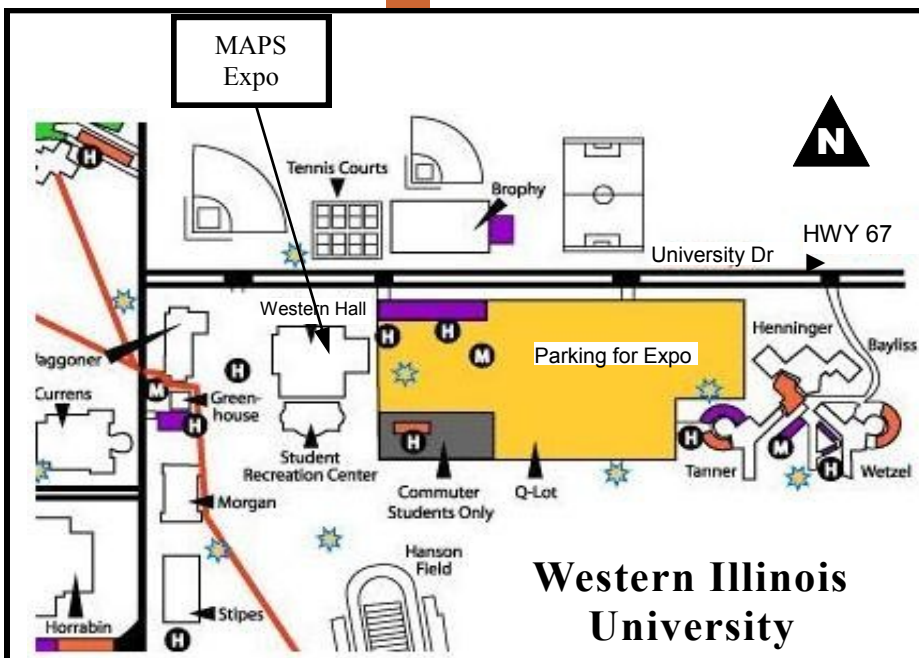 MAPS
Expo
N
H
Tennis Courts
Brophy
HWY 67
University Dr
Western Hall
H
H
M
Parking for Expo
Henninger
Bayliss
H
Currens
M
Green-
house
H
Student
Recreation Center
H
Commuter
Students Only
Q-Lot
H
Tanner
M
H
Wetzel
Morgan
Hanson
Field
Stipes
Horrabin
H
Western Illinois
University